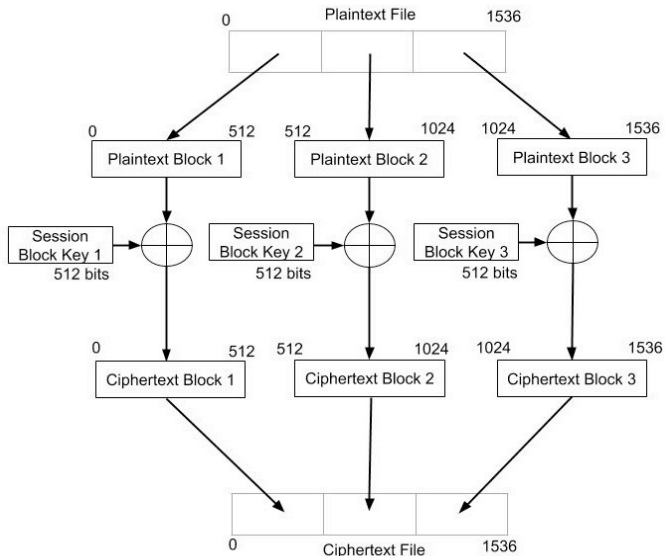 Plaintext File
0
1536
0
512
512
1024
1024
1536
Plaintext Block 1
Plaintext Block 2
Plaintext Block 3
Session
Block Key 1
512 bits
Session
Block Key 2
512 bits
Session
Block Key 3
512 bits
0
512
512
1024
1024
1536
Ciphertext Block 1
Ciphertext Block 2
Ciphertext Block 3
0
Ciphertext File
1536